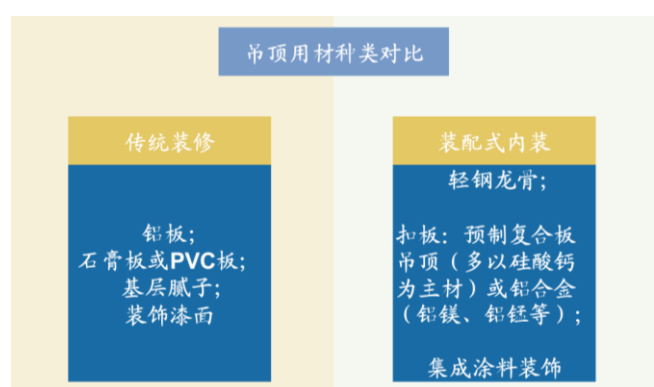 吊顶用材种类对比
传统装修
铝板;
石膏板或PVC板;
基层腻子;
装饰漆面
装配式内装
轻钢龙骨;
扣板: 预制复合板
吊顶（多以硅酸钙
为主材）或铝合金
（铝镁、铝锰等）;
集成涂料装饰